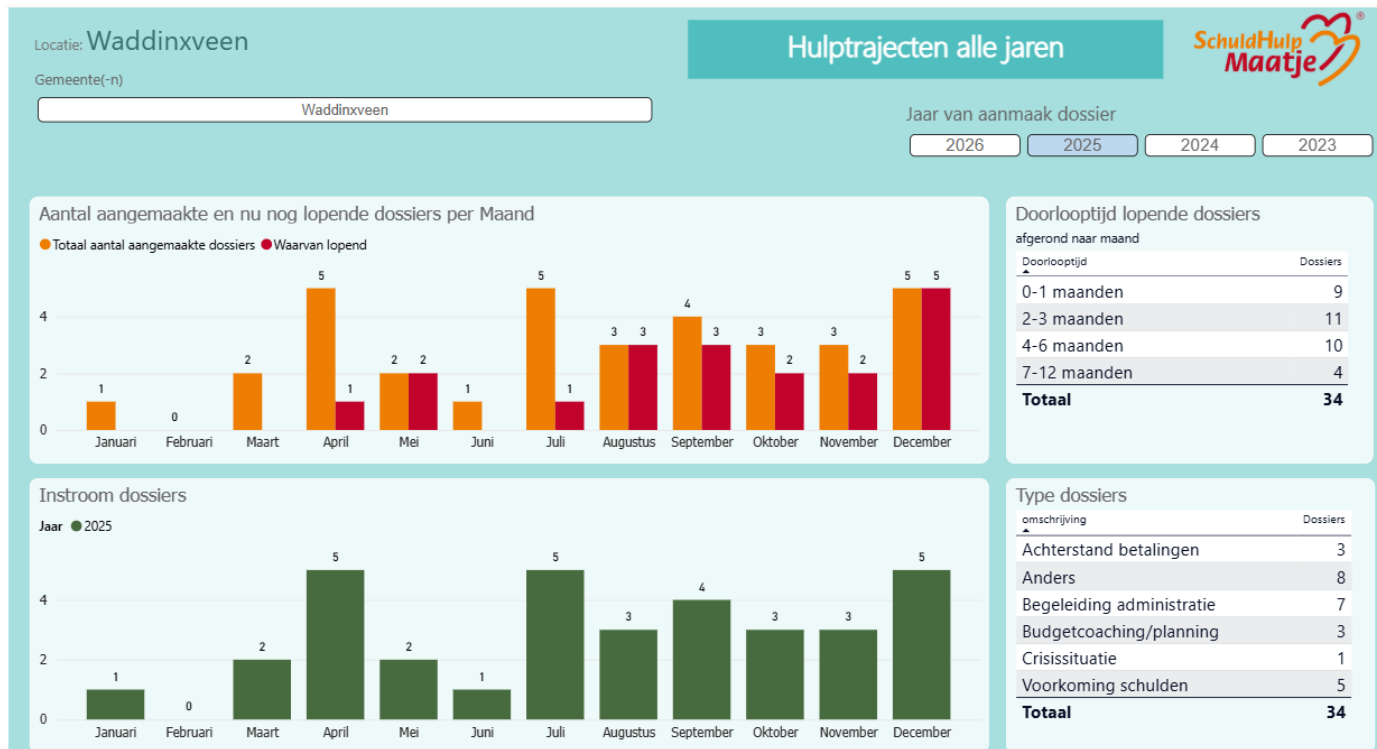 Locatie: Waddinxveen
Gemeente(-n)
Waddinxveen
Hulptrajecten alle jaren
SchuldHulp
Maatje
®
Jaar van aanmaak dossier
2026 2025 2024 2023
Aantal aangemaakte en nu nog lopende dossiers per Maand
Totaal aantal aangemaakte dossiers Waarvan lopend
5 5 5 5
4
4 3 3 3 3 3
2 2 2 2 2 2
1 1 1 1
0 0
Januari Februari Maart April Mei Juni Juli Augustus September Oktober November December
Doorlooptijd lopende dossiers
afgerond naar maand
Doorlooptijd Dossiers
0-1 maanden 9
2-3 maanden 11
4-6 maanden 10
7-12 maanden 4
Totaal 34
Instroom dossiers
Jaar 2025
5 5 5
4
4 3 3 3
2 2 2
1 1
0 0
Januari Februari Maart April Mei Juni Juli Augustus September Oktober November December
Type dossiers
omschrijving Dossiers
Achterstand betalingen 3
Anders 8
Begeleiding administratie 7
Budgetcoaching/planning 3
Crisissituatie 1
Voorkoming schulden 5
Totaal 34